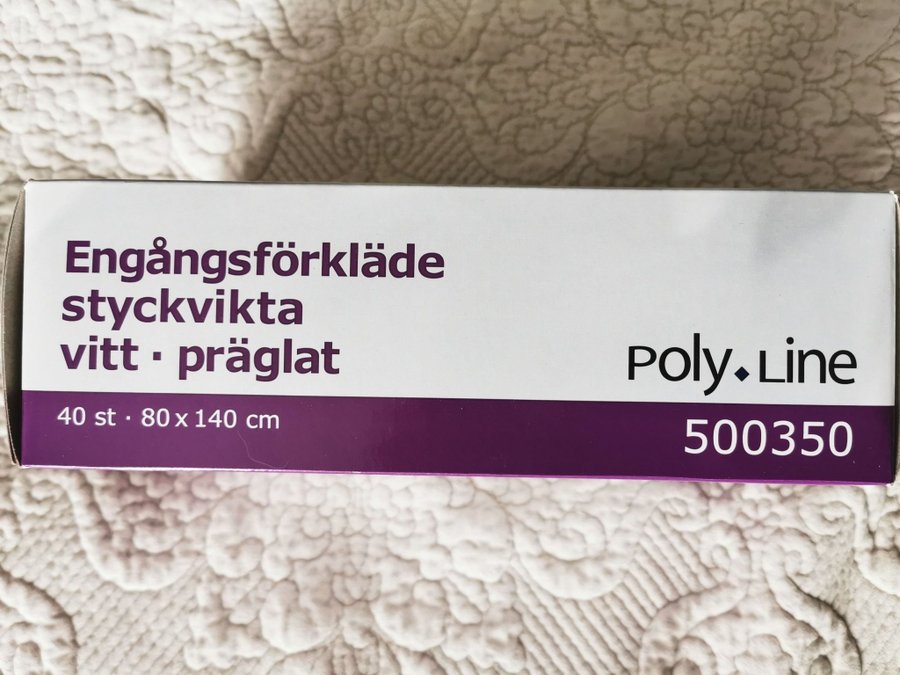 Engångsförkläde
styckvikta
vitt · präglat
Poly.Line
40 st · 80 x 140 cm
500350